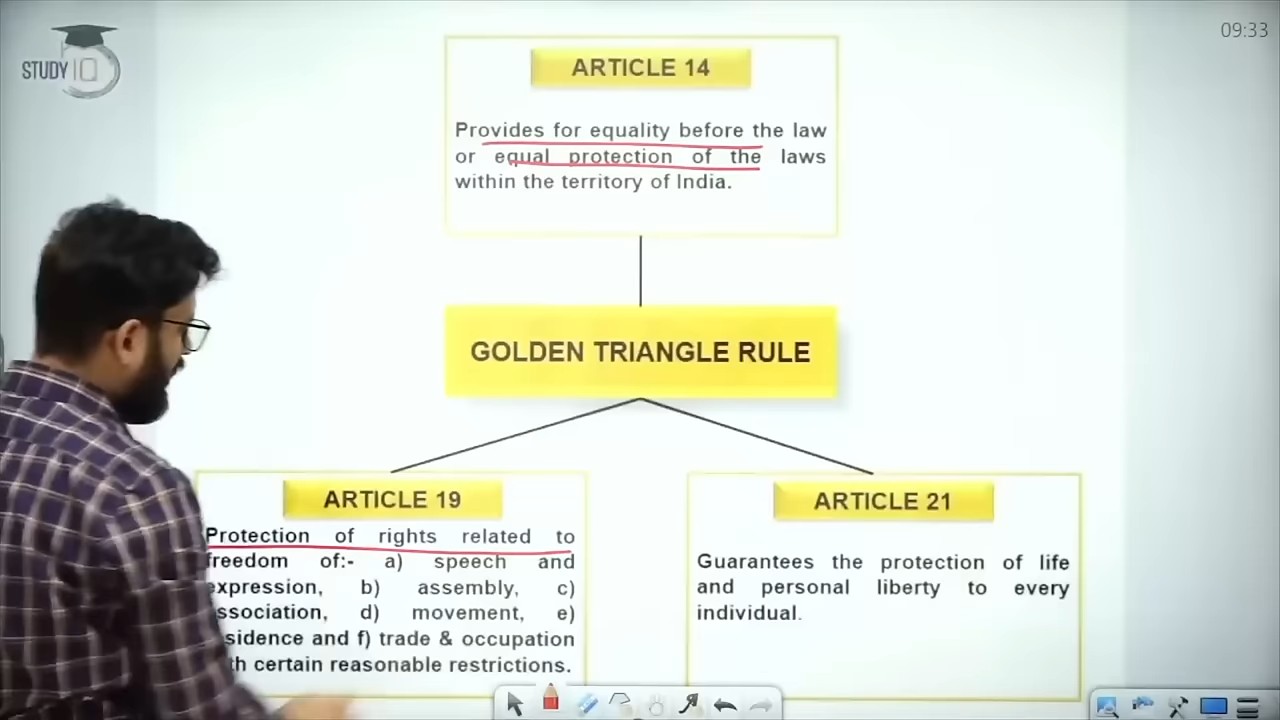 STUDY IQ
09:33
ARTICLE 14
Provides for equality before the law
or equal protection of the laws
within the territory of India.
GOLDEN TRIANGLE RULE
ARTICLE 19
Protection of rights related to
freedom of:- a) speech and
expression, b) assembly, c)
ssociation, d) movement, e)
sidence and f) trade & occupation
th certain reasonable restrictions.
ARTICLE 21
Guarantees the protection of life
and personal liberty to every
individual.